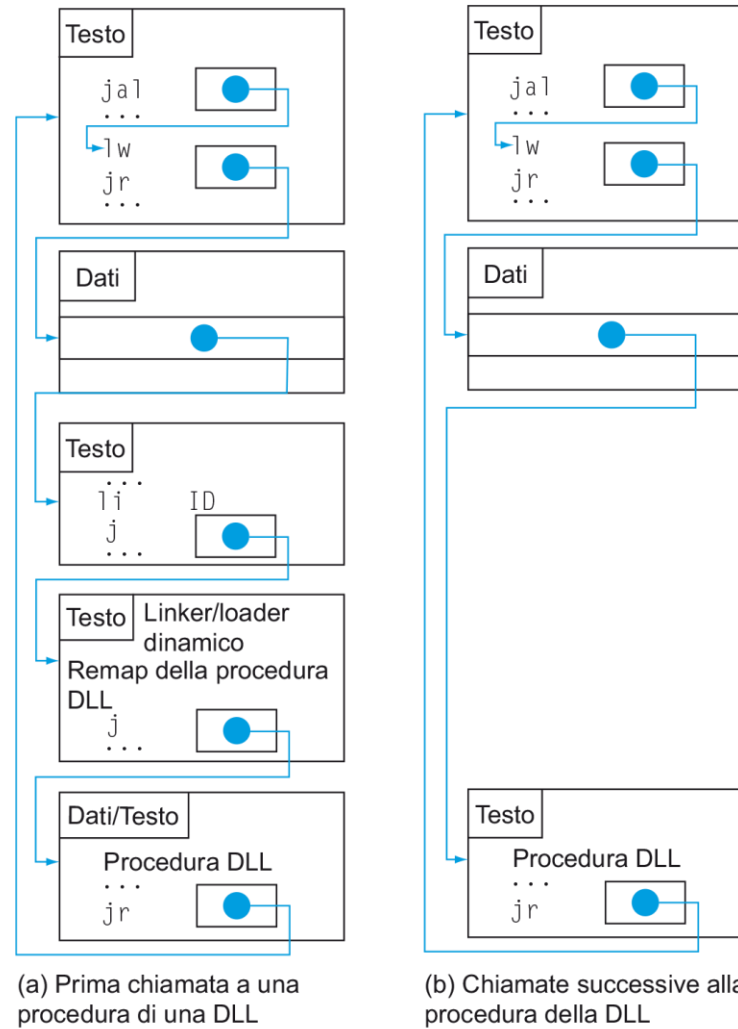 Testo
jal
...
lw
jr
...
Dati
Testo
...
li ID
j
...
Testo
Linker/loader
dinamico
Remap della procedura
DLL
j
...
Dati/Testo
Procedura DLL
...
jr
(a) Prima chiamata a una
procedura di una DLL
Testo
jal
...
lw
jr
...
Dati
Testo
Procedura DLL
...
jr
(b) Chiamate successive alla
procedura della DLL